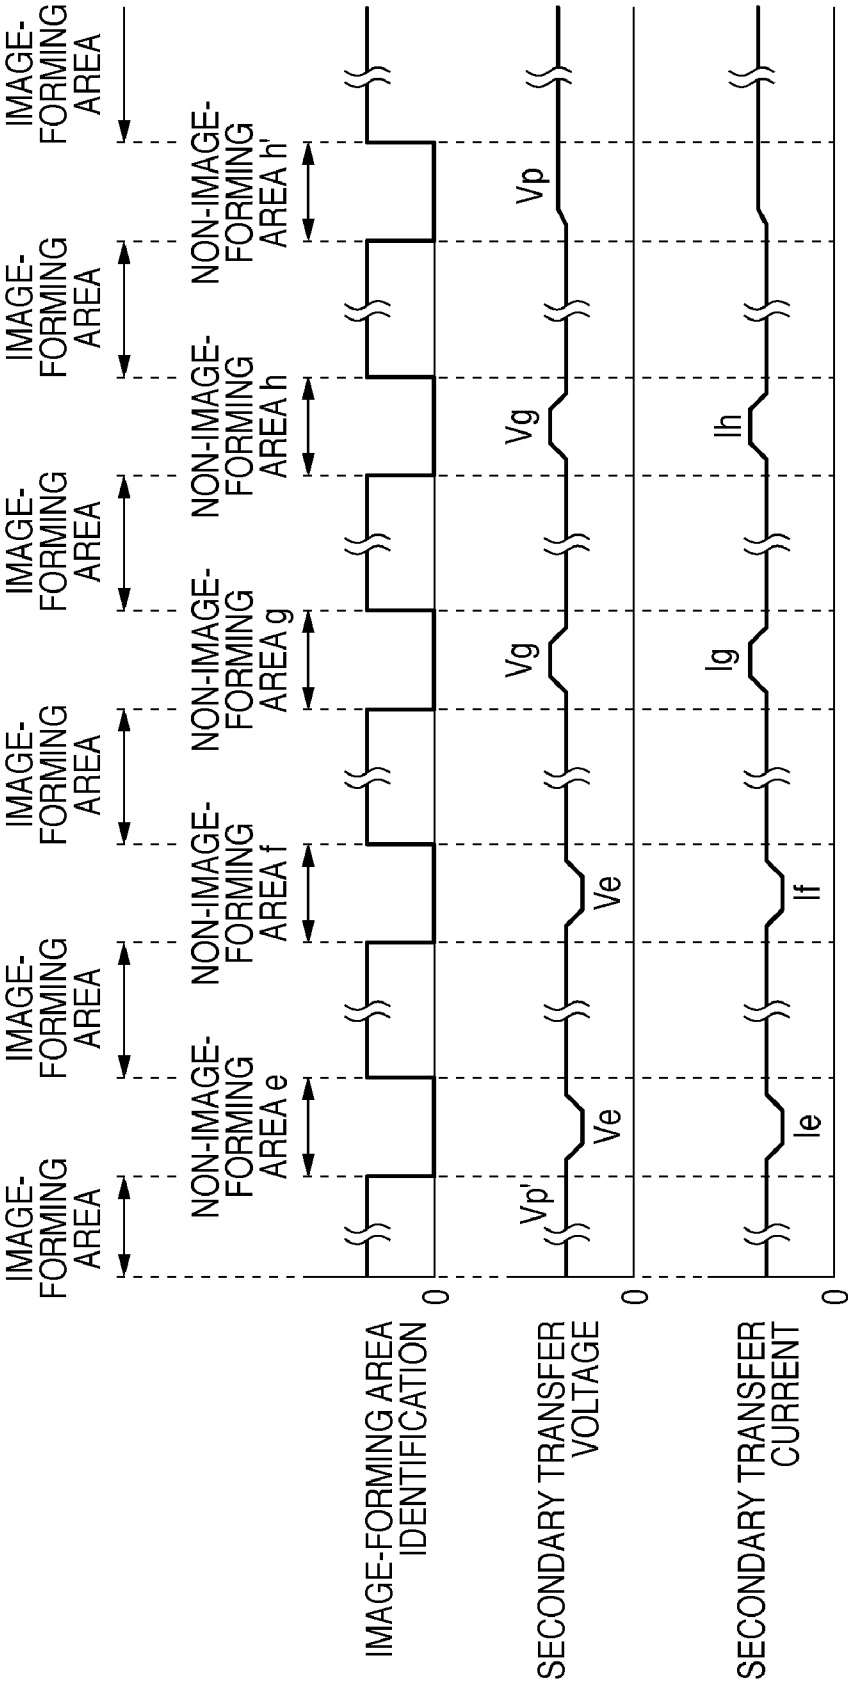 IMAGE-
FORMING
AREA
IMAGE-
FORMING
AREA
IMAGE-
FORMING
AREA
IMAGE-
FORMING
AREA
IMAGE-
FORMING
AREA
IMAGE-
FORMING
AREA
NON-IMAGE-
FORMING
AREA e
NON-IMAGE-
FORMING
AREA f
NON-IMAGE-
FORMING
AREA g
NON-IMAGE-
FORMING
AREA h
NON-IMAGE-
FORMING
AREA h'
IMAGE-FORMING AREA
IDENTIFICATION
0
SECONDARY TRANSFER
VOLTAGE
0
Vp'
Ve
Ve
Vg
Vg
Vp
SECONDARY TRANSFER
CURRENT
0
Ie
If
Ig
Ih